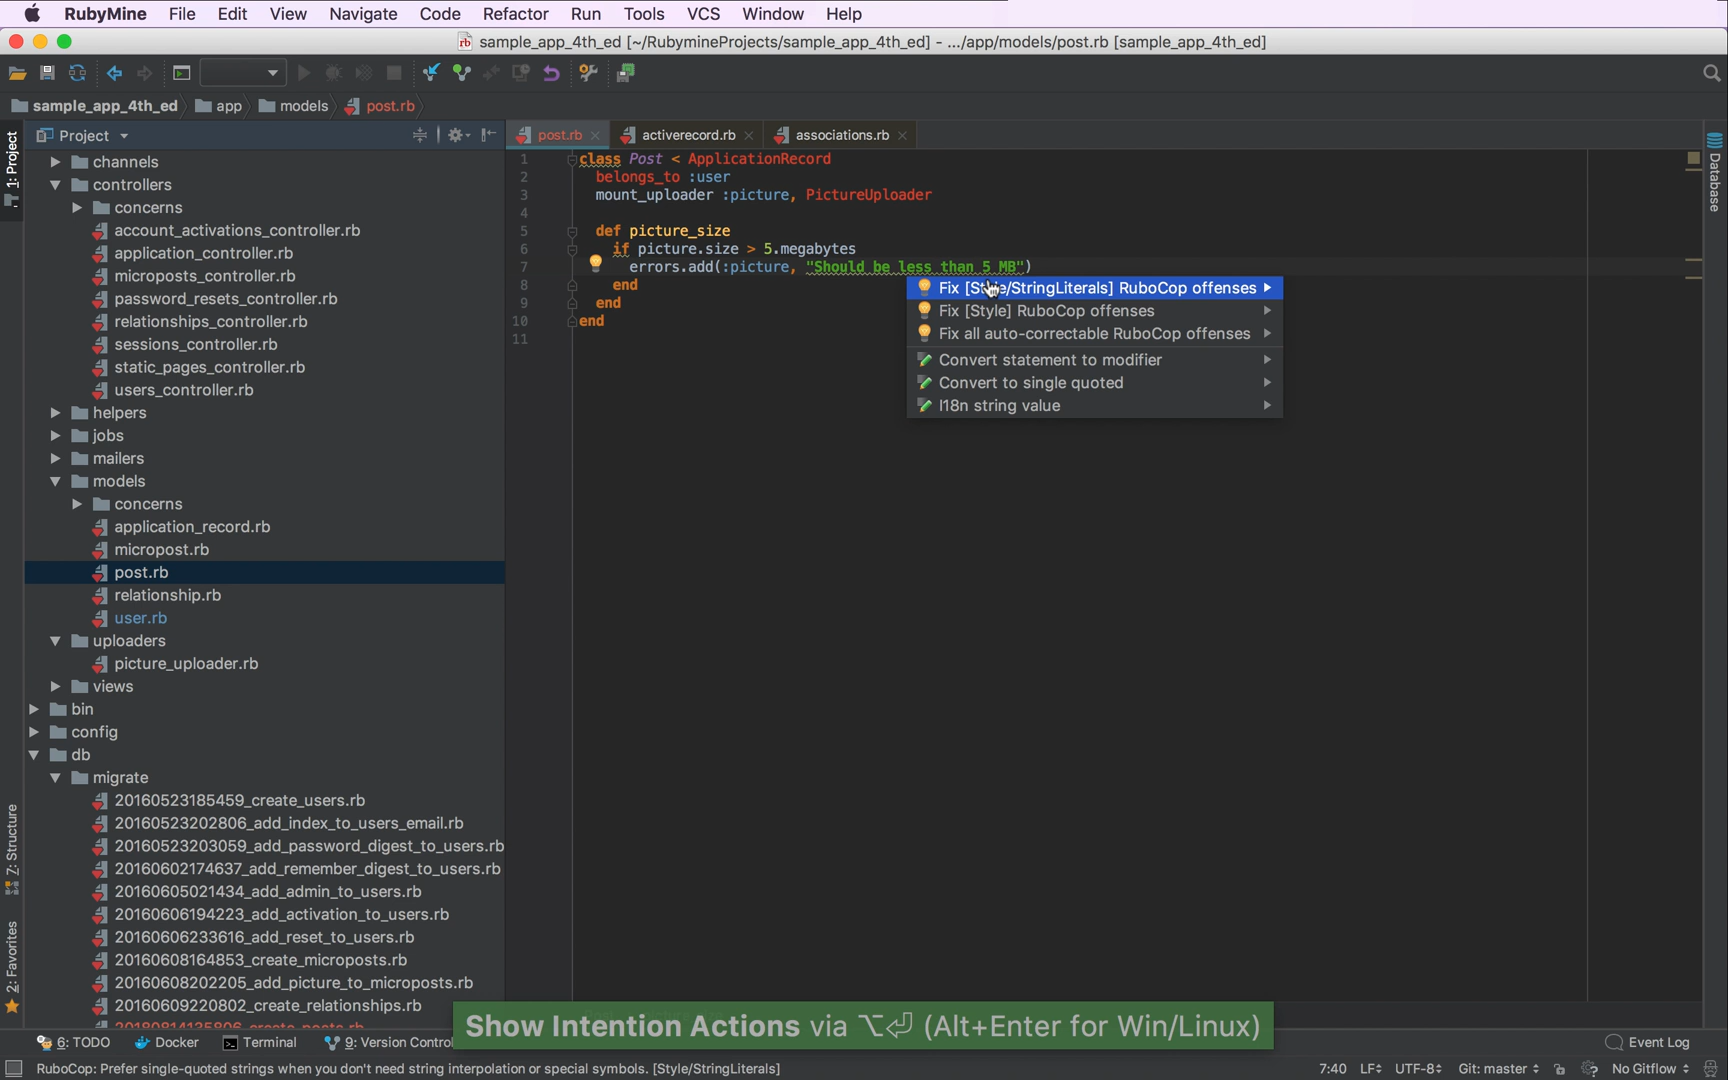 RubyMine File Edit View Navigate Code Refactor Run Tools VCS Window Help
sample_app_4th_ed [~/RubymineProjects/sample_app_4th_ed] - .../app/models/post.rb [sample_app_4th_ed]
sample_app_4th_ed app models post.rb
1: Project
Project
channels
controllers
concerns
account_activations_controller.rb
application_controller.rb
microposts_controller.rb
password_resets_controller.rb
relationships_controller.rb
sessions_controller.rb
static_pages_controller.rb
users_controller.rb
helpers
jobs
mailers
models
concerns
application_record.rb
micropost.rb
post.rb
relationship.rb
user.rb
uploaders
picture_uploader.rb
views
bin
config
db
migrate
20160523185459_create_users.rb
20160523202806_add_index_to_users_email.rb
20160523203059_add_password_digest_to_users.rb
20160602174637_add_remember_digest_to_users.rb
20160605021434_add_admin_to_users.rb
20160606194223_add_activation_to_users.rb
20160606233616_add_reset_to_users.rb
20160608164853_create_microposts.rb
20160608202205_add_picture_to_microposts.rb
20160609220802_create_relationships.rb
7: Structure
2: Favorites
post.rb activerecord.rb associations.rb
1 class Post < ApplicationRecord
2 belongs_to :user
3 mount_uploader :picture, PictureUploader
4
5 def picture_size
6 if picture.size > 5.megabytes
7 errors.add(:picture, "Should be less than 5 MB")
8 end
9 end
10 end
11
Fix [Style/StringLiterals] RuboCop offenses
Fix [Style] RuboCop offenses
Fix all auto-correctable RuboCop offenses
Convert statement to modifier
Convert to single quoted
I18n string value
Database
Show Intention Actions via ⌥⏎ (Alt+Enter for Win/Linux)
6: TODO Docker Terminal 9: Version Contro Event Log
RuboCop: Prefer single-quoted strings when you don't need string interpolation or special symbols. [Style/StringLiterals] 7:40 LF UTF-8 Git: master No Gitflow